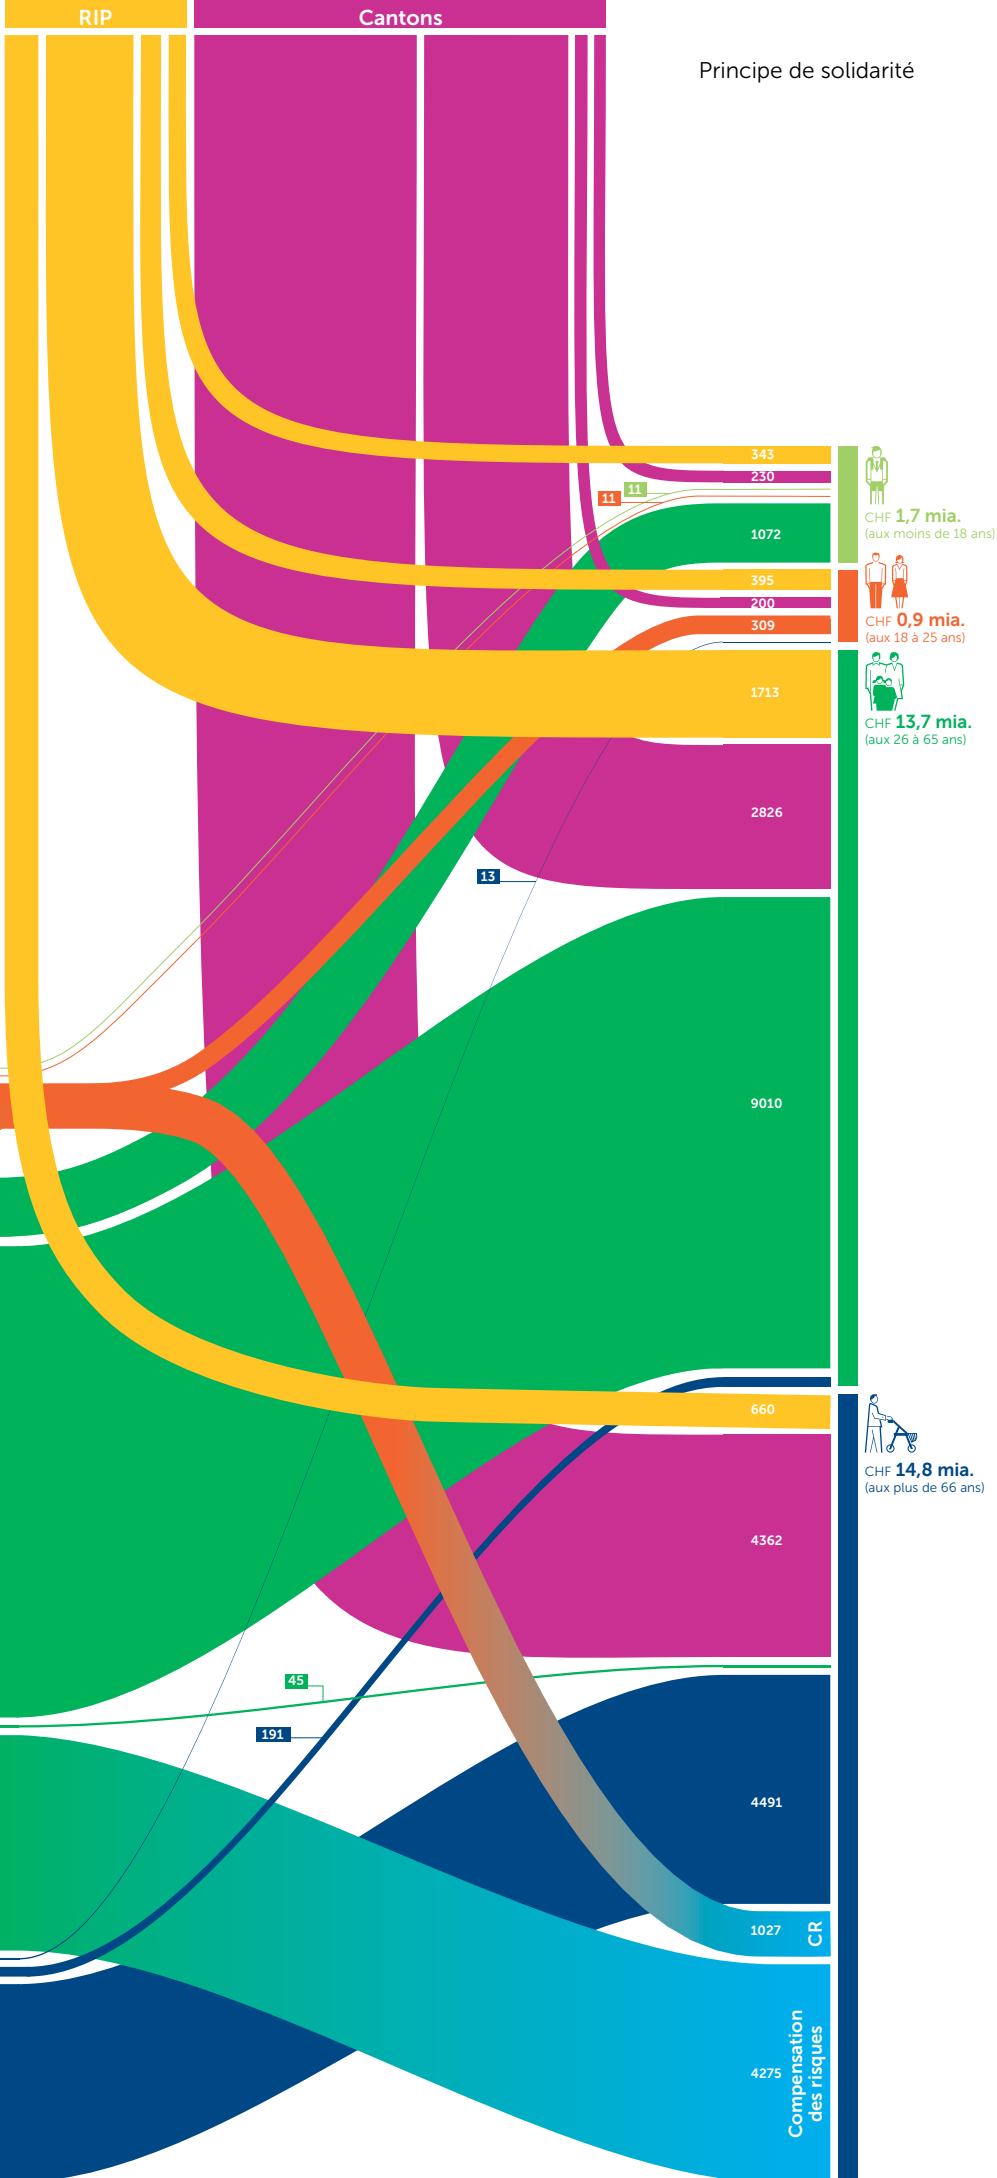 RIP
Cantons
Principe de solidarité
343
230
11
11
CHF 1,7 mia.
(aux moins de 18 ans)
1072
395
200
309
CHF 0,9 mia.
(aux 18 à 25 ans)
1713
CHF 13,7 mia.
(aux 26 à 65 ans)
2826
13
9010
660
CHF 14,8 mia.
(aux plus de 66 ans)
4362
45
191
4491
1027
CR
4275
Compensation
des risques